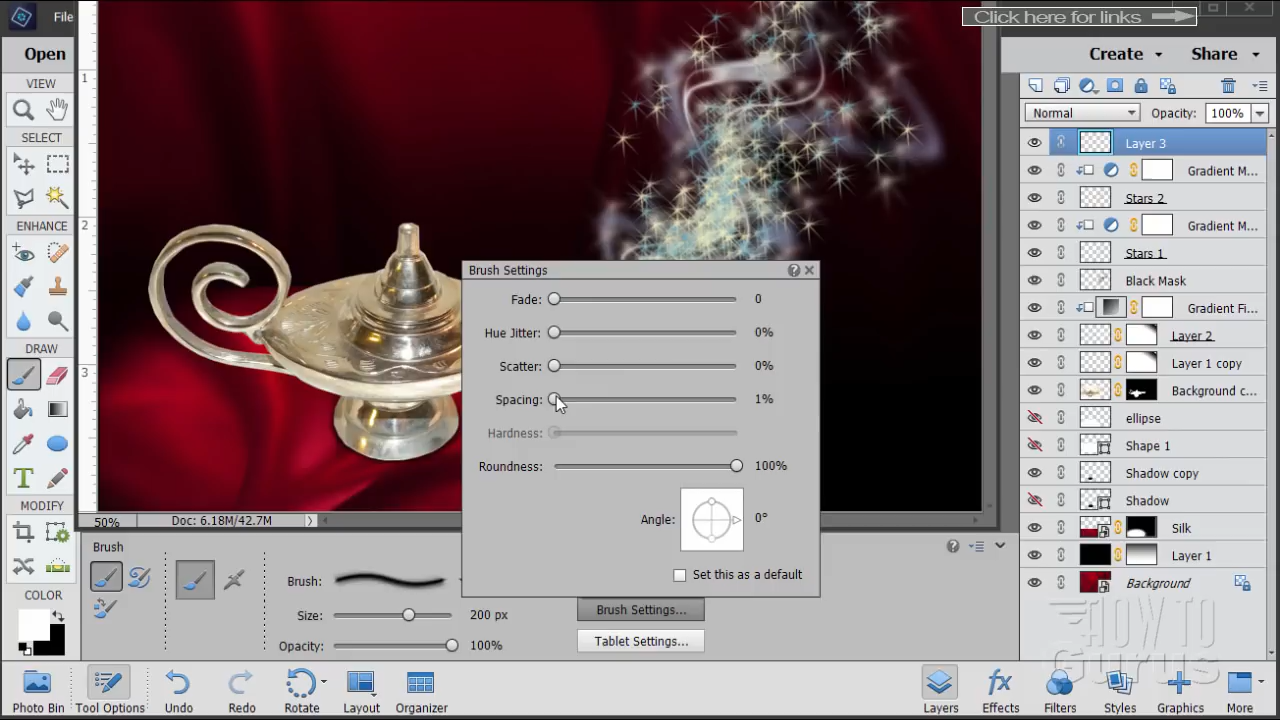 File
Click here for links
Open
Create
Share
VIEW
SELECT
ENHANCE
DRAW
MODIFY
COLOR
1
2
3
50%
Doc: 6.18M/42.7M
Brush Settings
Fade: 0
Hue Jitter: 0%
Scatter: 0%
Spacing: 1%
Hardness:
Roundness: 100%
Angle: 0°
Set this as a default
Brush
Brush:
Size: 200 px
Opacity: 100%
Brush Settings...
Tablet Settings...
Normal
Opacity: 100%
Layer 3
Gradient M...
Stars 2
Gradient M...
Stars 1
Black Mask
Gradient Fi...
Layer 2
Layer 1 copy
Background c...
ellipse
Shape 1
Shadow copy
Shadow
Silk
Layer 1
Background
HOW TO
Gurus
Photo Bin
Tool Options
Undo
Redo
Rotate
Layout
Organizer
Layers
Effects
Filters
Styles
Graphics
More